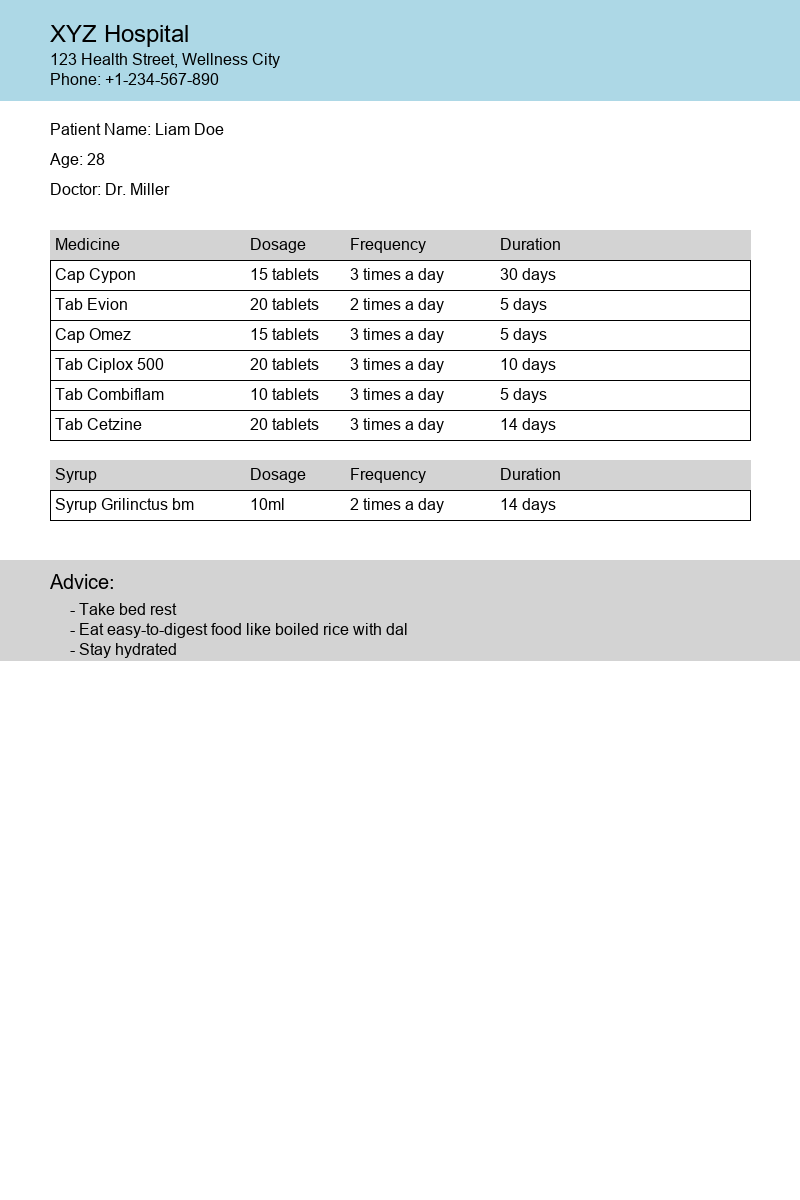 XYZ Hospital
123 Health Street, Wellness City
Phone: +1-234-567-890
Patient Name: Liam Doe
Age: 28
Doctor: Dr. Miller
Medicine Dosage Frequency Duration
Cap Cypon 15 tablets 3 times a day 30 days
Tab Evion 20 tablets 2 times a day 5 days
Cap Omez 15 tablets 3 times a day 5 days
Tab Ciplox 500 20 tablets 3 times a day 10 days
Tab Combiflam 10 tablets 3 times a day 5 days
Tab Cetzine 20 tablets 3 times a day 14 days
Syrup Dosage Frequency Duration
Syrup Grilinctus bm 10ml 2 times a day 14 days
Advice:
- Take bed rest
- Eat easy-to-digest food like boiled rice with dal
- Stay hydrated